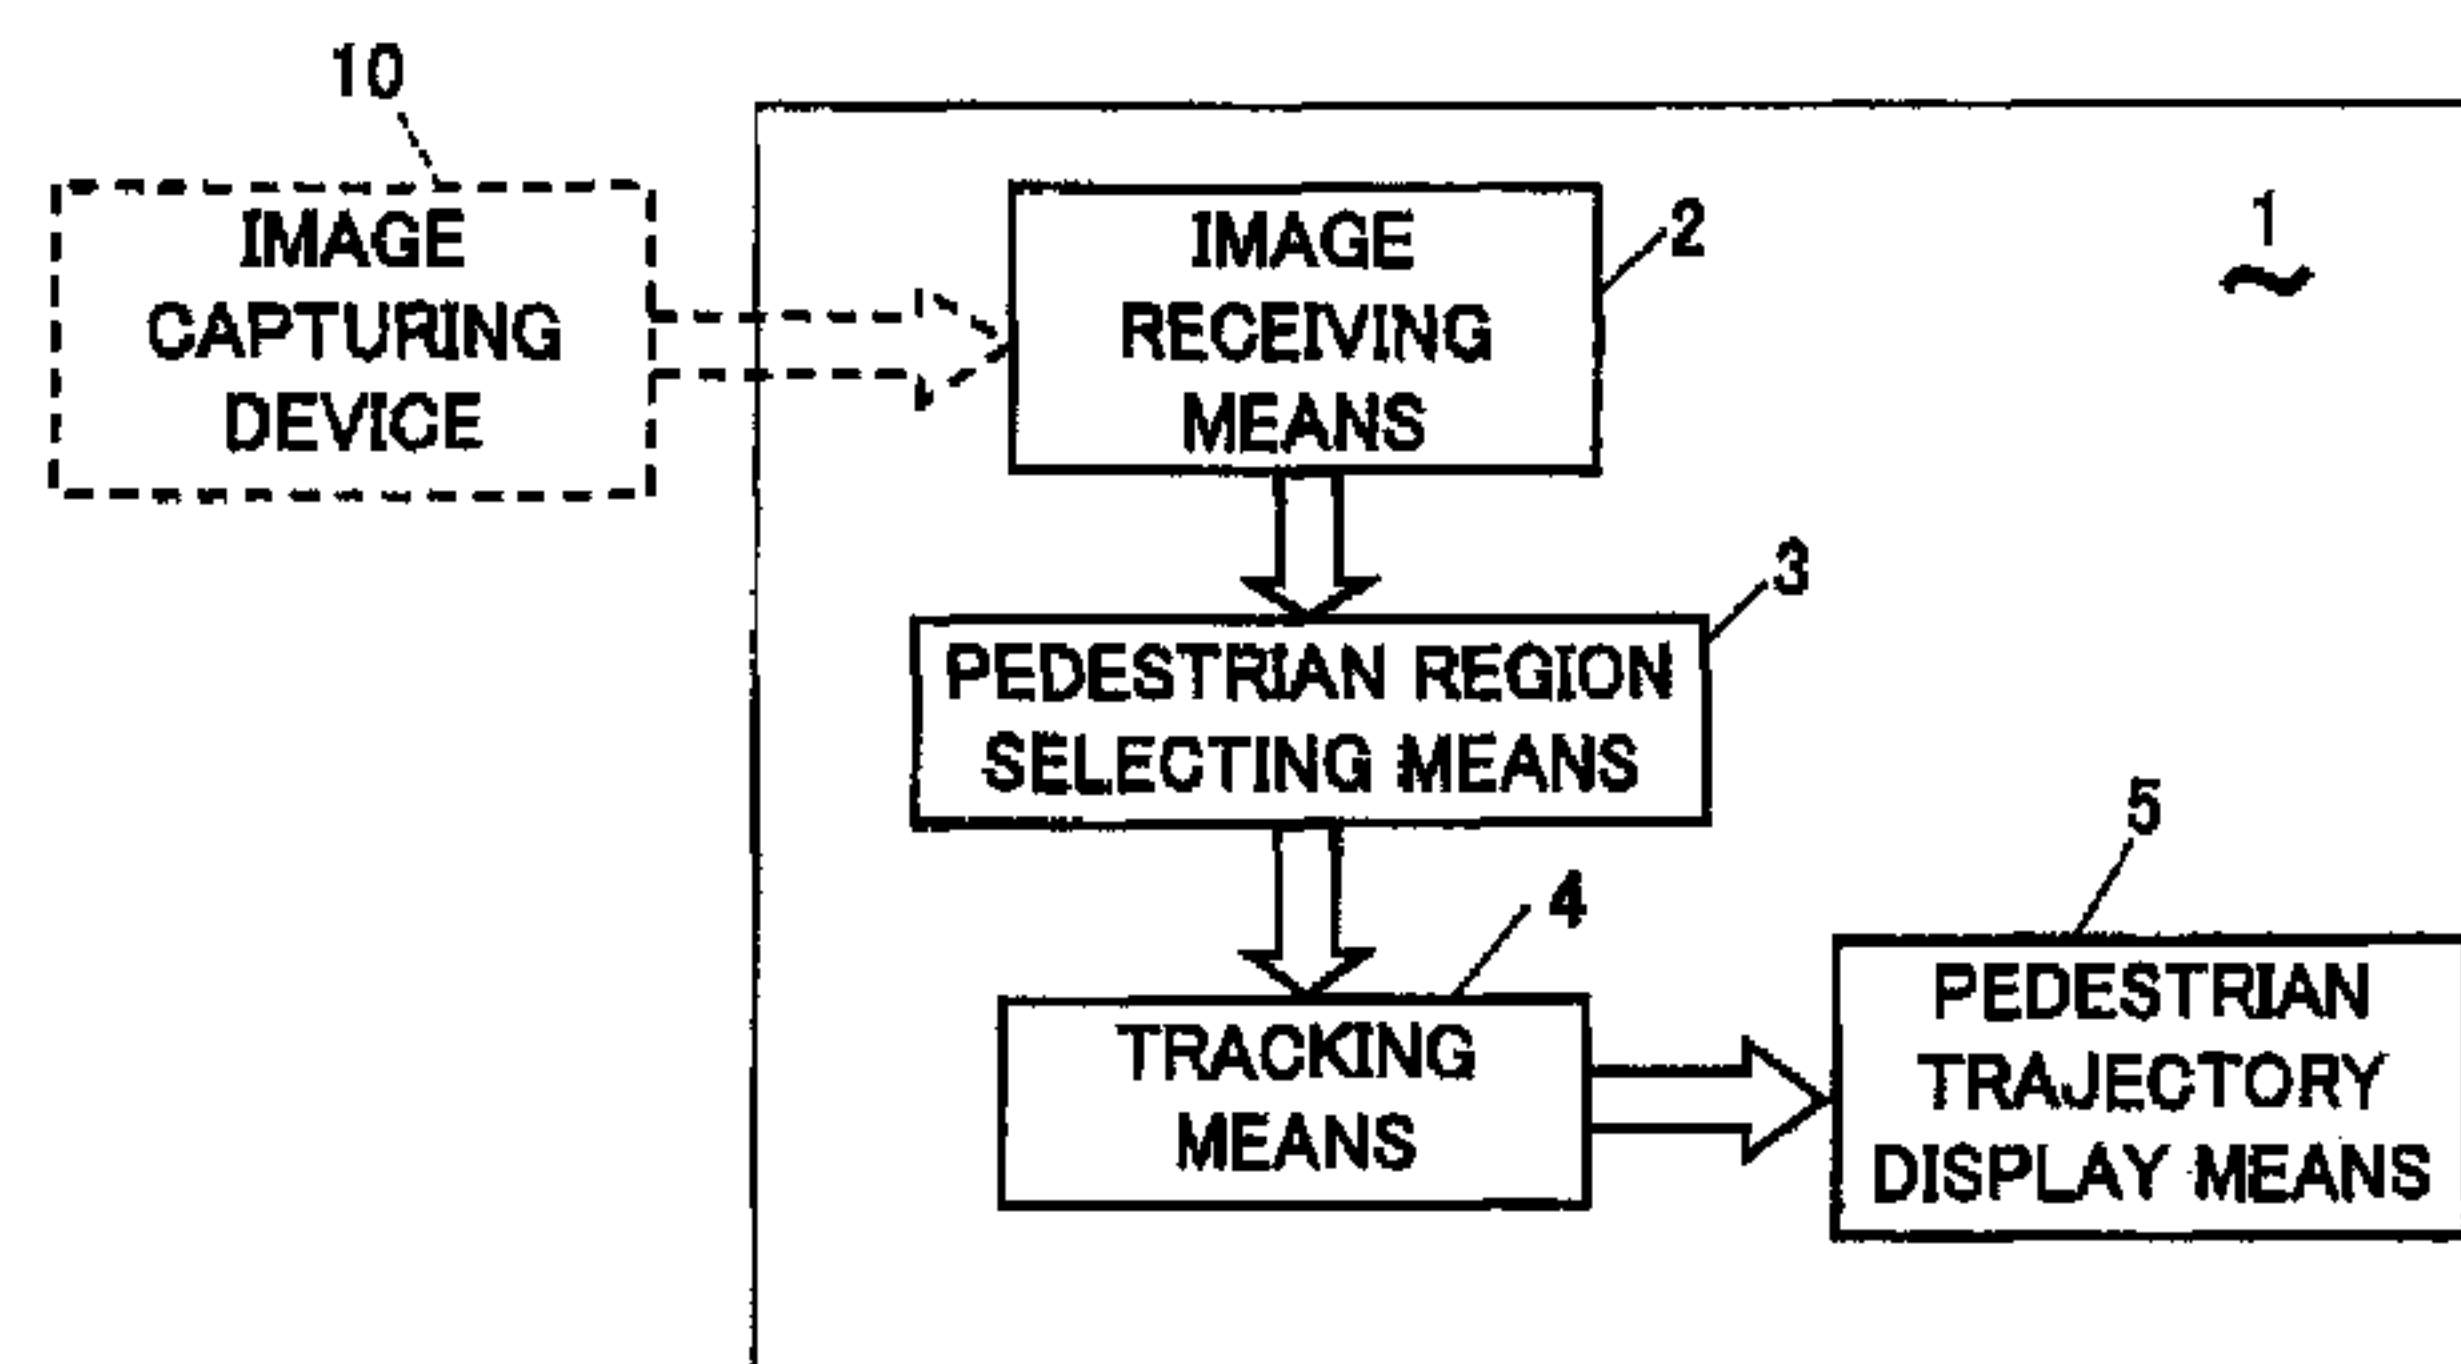 10
IMAGE
CAPTURING
DEVICE
IMAGE
RECEIVING
MEANS
2
1
3
PEDESTRIAN REGION
SELECTING MEANS
4
TRACKING
MEANS
5
PEDESTRIAN
TRAJECTORY
DISPLAY MEANS